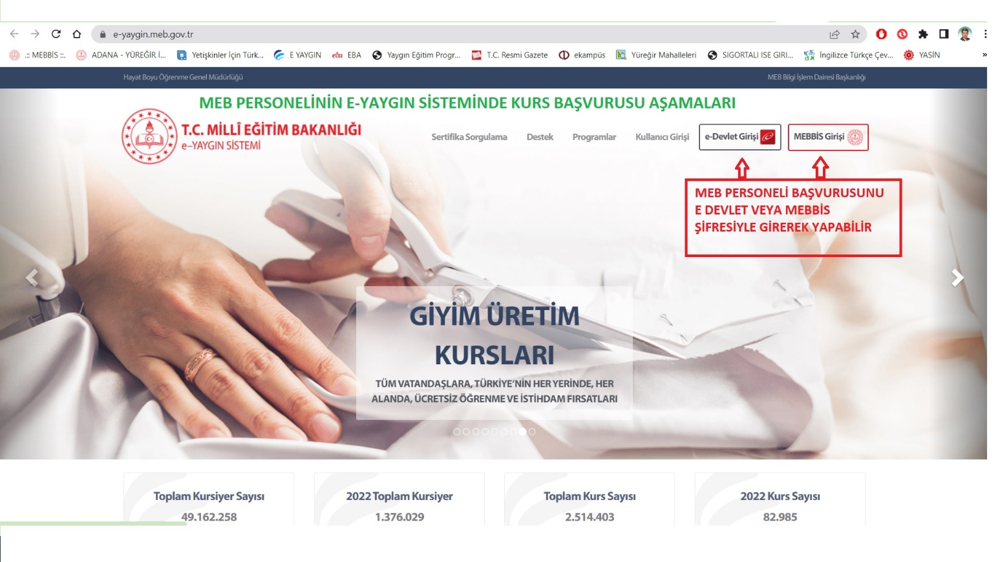 e-yaygin.meb.gov.tr
.:: MEBBİS ::.
ADANA - YÜREĞİR İ...
Yetişkinler İçin Türk...
E YAYGIN
eba EBA
Yaygın Eğitim Progr...
T.C. Resmi Gazete
ekampüs
Yüreğir Mahalleleri
SIGORTALI ISE GIRI...
İngilizce Türkçe Çev...
YASİN
»
Hayat Boyu Öğrenme Genel Müdürlüğü
MEB Bilgi İşlem Dairesi Başkanlığı
MEB PERSONELİNİN E-YAYGIN SİSTEMİNDE KURS BAŞVURUSU AŞAMALARI
T.C. MİLLÎ EĞİTİM BAKANLIĞI
e-YAYGIN SİSTEMİ
Sertifika Sorgulama
Destek
Programlar
Kullanıcı Girişi
e-Devlet Girişi
MEBBİS Girişi
MEB PERSONELİ BAŞVURUSUNU
E DEVLET VEYA MEBBİS
ŞİFRESİYLE GİREREK YAPABİLİR
GİYİM ÜRETİM
KURSLARI
TÜM VATANDAŞLARA, TÜRKİYE'NİN HER YERİNDE, HER
ALANDA, ÜCRETSİZ ÖĞRENME VE İSTİHDAM FIRSATLARI
Toplam Kursiyer Sayısı
49.162.258
2022 Toplam Kursiyer
1.376.029
Toplam Kurs Sayısı
2.514.403
2022 Kurs Sayısı
82.985